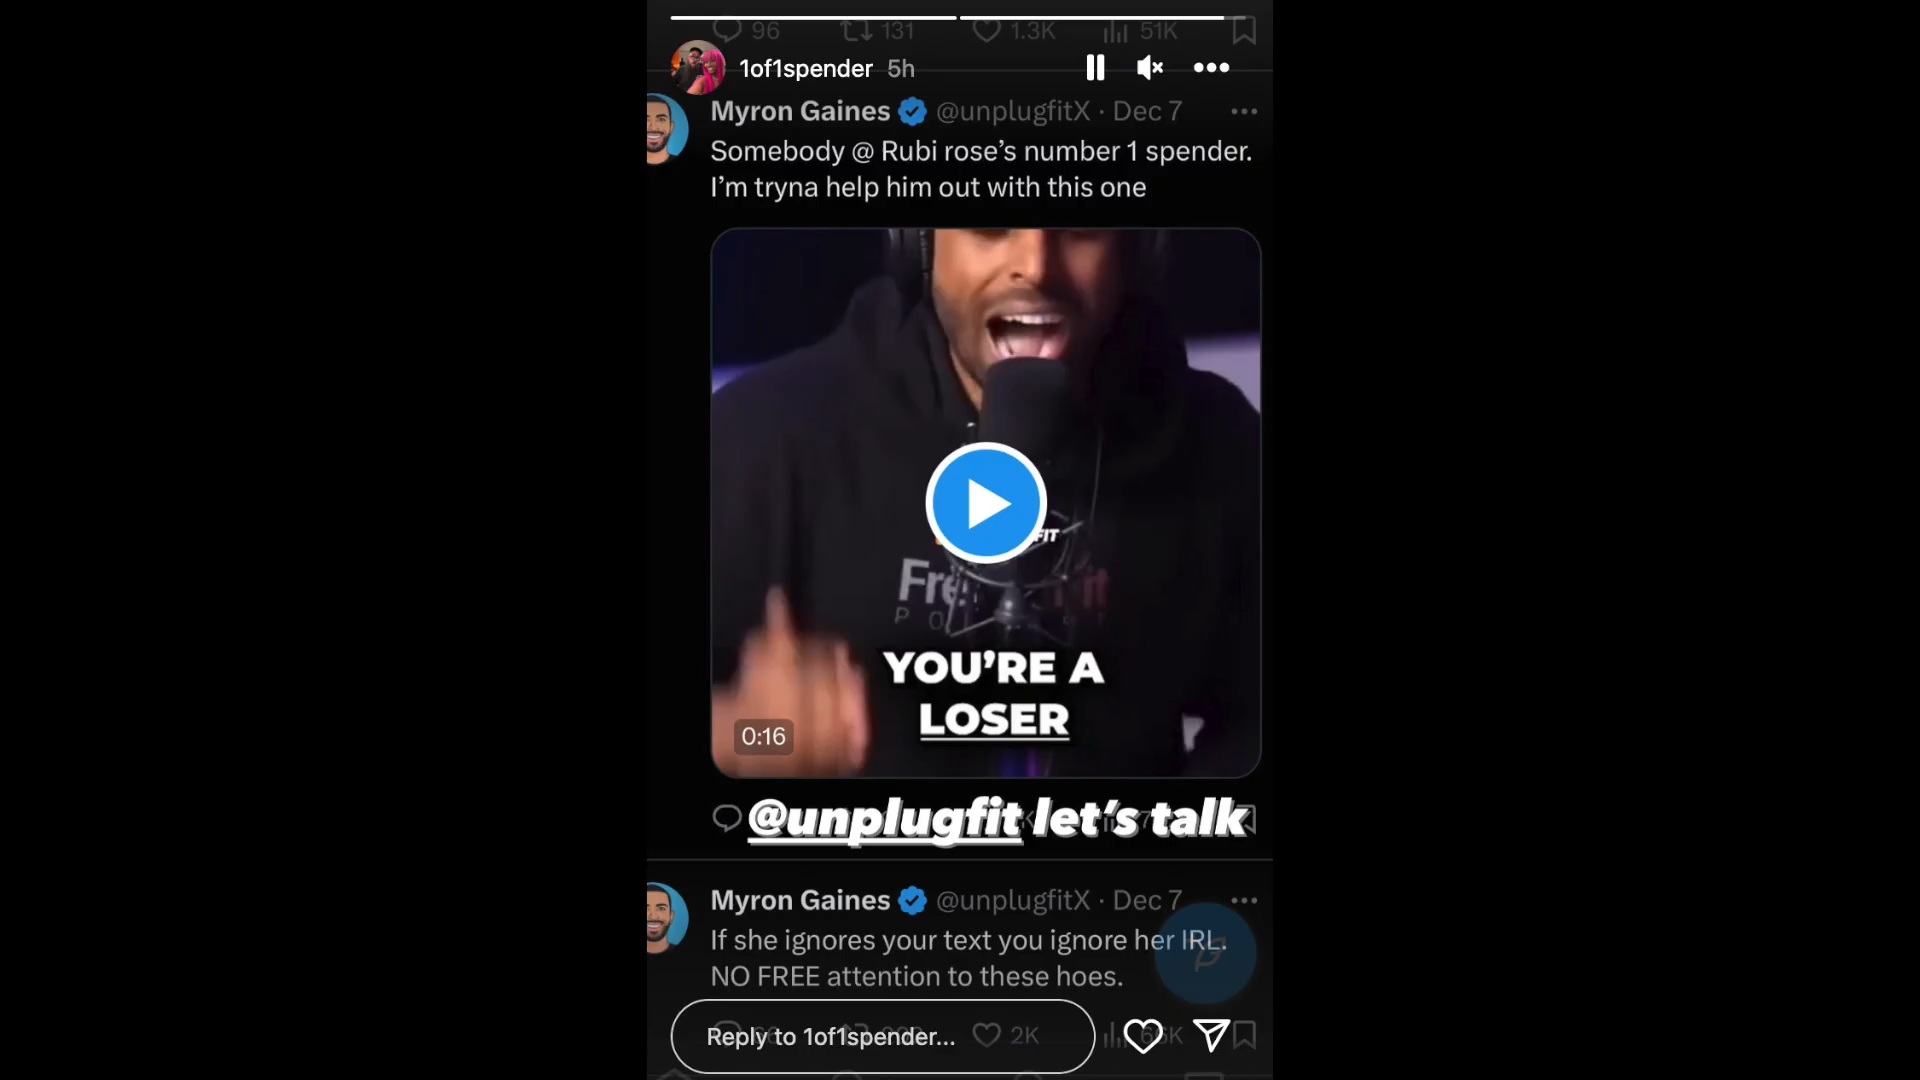 96 131 1.3K 51K
1of1spender 5h
Myron Gaines @unplugfitX · Dec 7
Somebody @ Rubi rose’s number 1 spender.
I’m tryna help him out with this one
FIT
Fre it
YOU’RE A
LOSER
0:16
@unplugfit let’s talk
Myron Gaines @unplugfitX · Dec 7
If she ignores your text you ignore her IRL.
NO FREE attention to these hoes.
Reply to 1of1spender...
2K